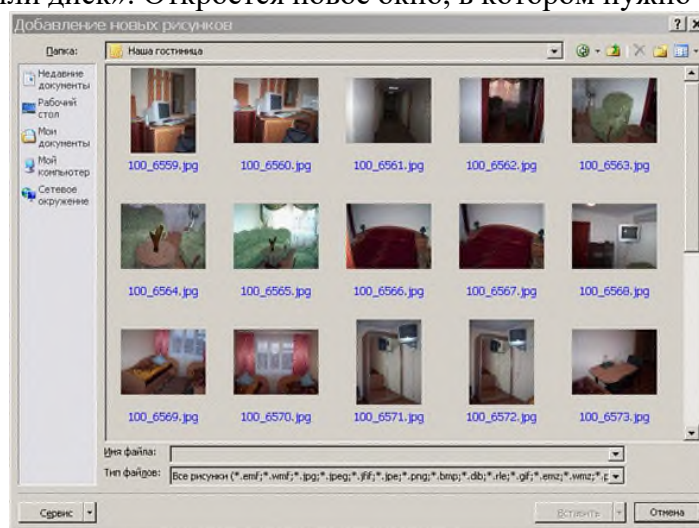 или диск». Откроется новое окно, в котором нужно
Добавление новых рисунков
Папка:
Наша гостиница
Недавние
документы
Рабочий
стол
Мои
документы
Мой
компьютер
Сетевое
окружение
100_6559.jpg 100_6560.jpg 100_6561.jpg 100_6562.jpg 100_6563.jpg
100_6564.jpg 100_6565.jpg 100_6566.jpg 100_6567.jpg 100_6568.jpg
100_6569.jpg 100_6570.jpg 100_6571.jpg 100_6572.jpg 100_6573.jpg
Имя файла:
Тип файлов: Все рисунки (*.emf;*.wmf;*.jpg;*.jpeg;*.jfif;*.jpe;*.png;*.bmp;*.dib;*.rle;*.gif;*.emz;*.wmz;*.p
Сервис Вставить Отмена